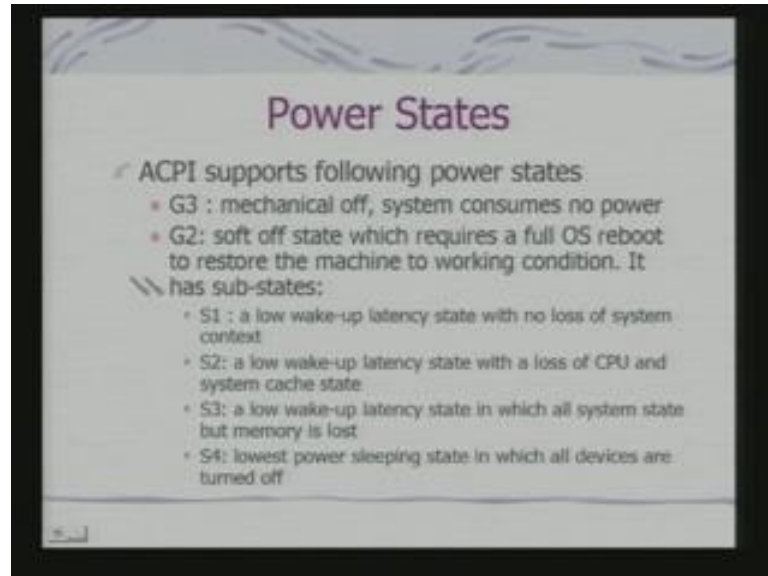 Power States
ACPI supports following power states
G3 : mechanical off, system consumes no power
G2: soft off state which requires a full OS reboot
to restore the machine to working condition. It
has sub-states:
S1 : a low wake-up latency state with no loss of system
context
S2: a low wake-up latency state with a loss of CPU and
system cache state
S3: a low wake-up latency state in which all system state
but memory is lost
S4: lowest power sleeping state in which all devices are
turned off